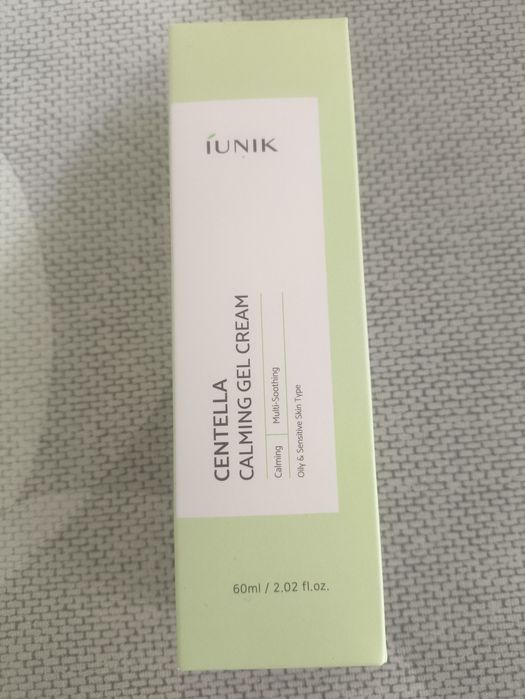 iUNIK
CENTELLA
CALMING GEL CREAM
Calming | Multi-Soothing
Oily & Sensitive Skin Type
60ml / 2.02 fl.oz.